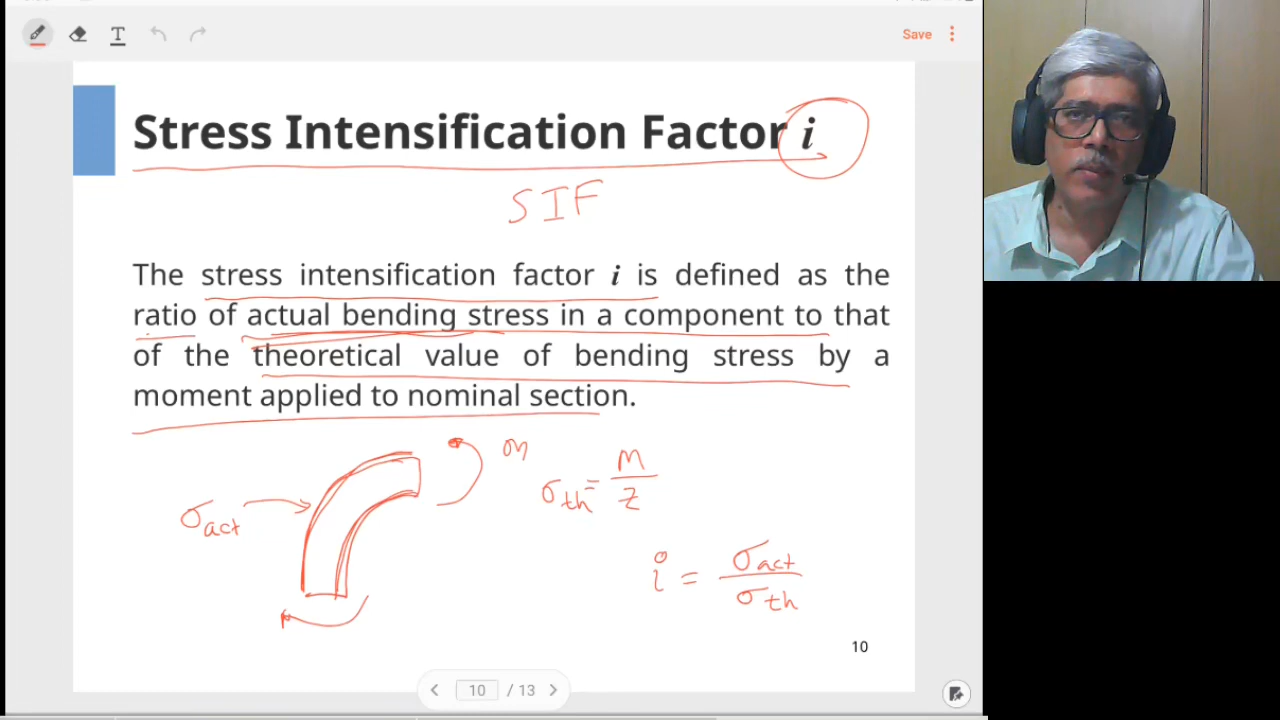 Save
Stress Intensification Factor i
SIF
The stress intensification factor i is defined as the
ratio of actual bending stress in a component to that
of the theoretical value of bending stress by a
moment applied to nominal section.
σact
M
σth = M/Z
i = σact/σth
10
10 / 13